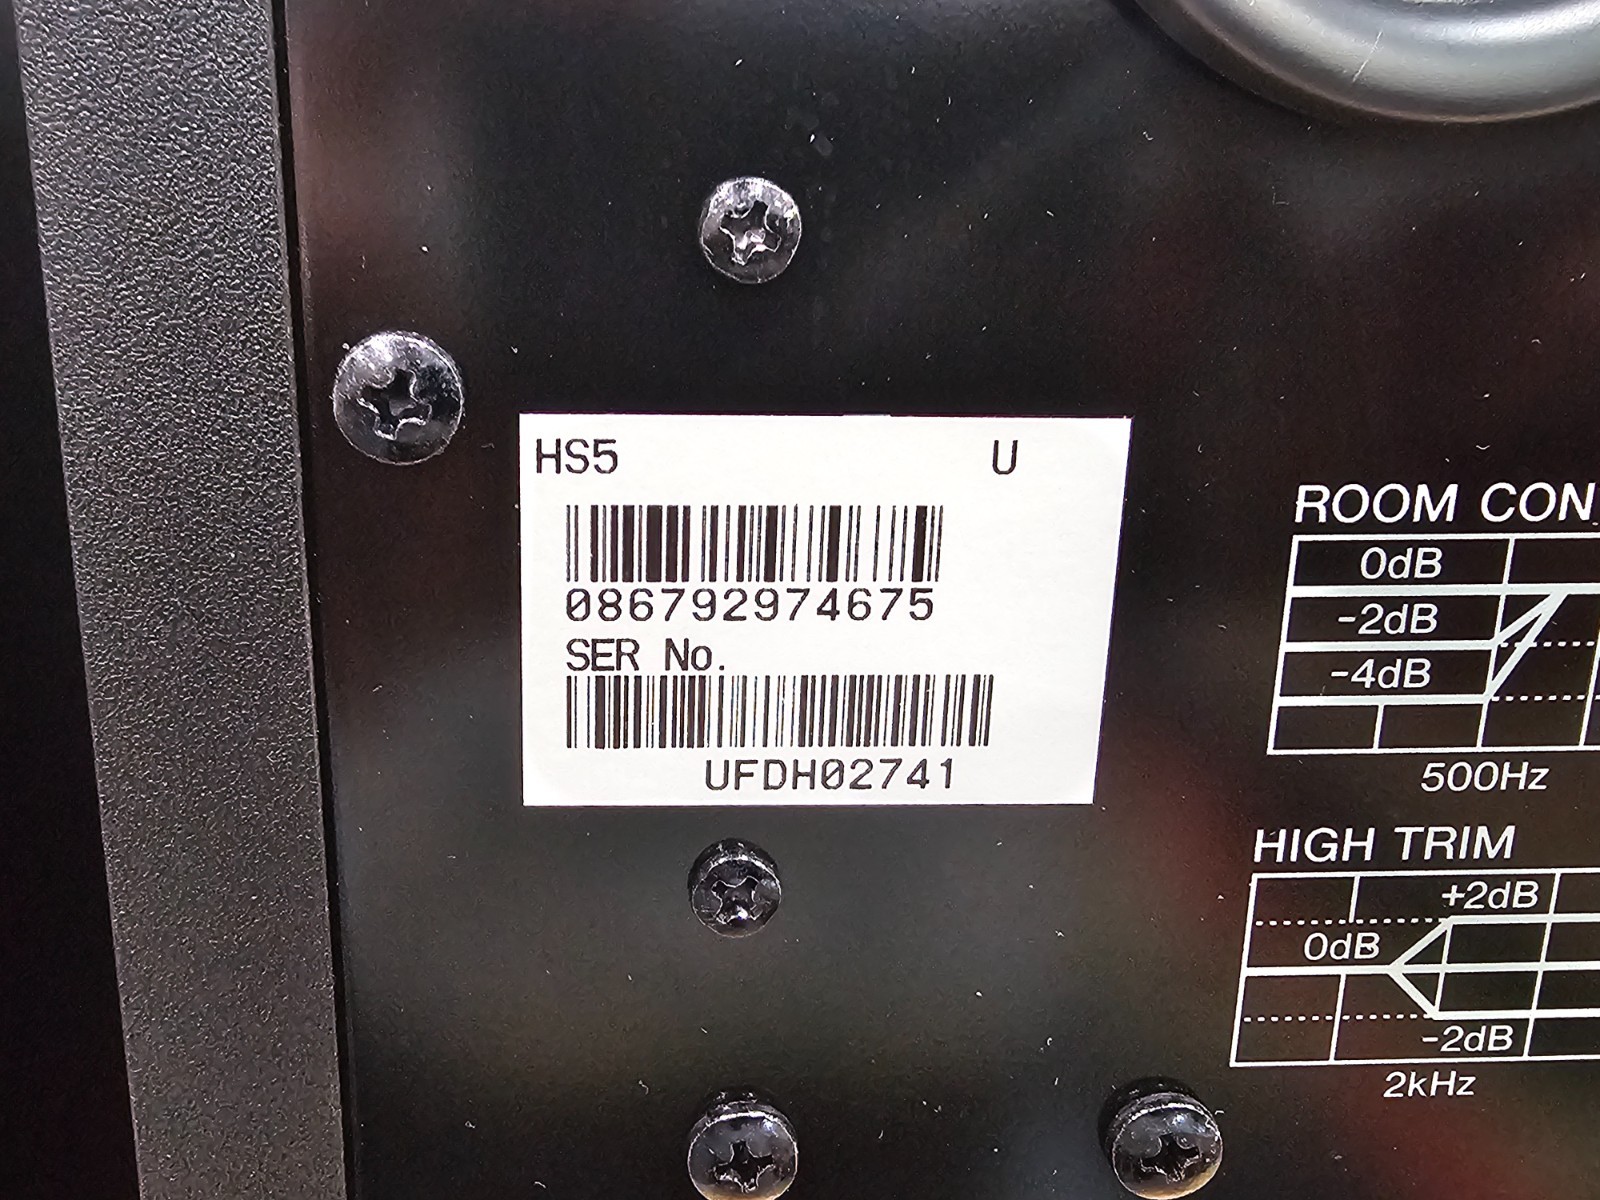 HS5 U
086792974675
SER No.
UFDH02741
ROOM CON
0dB
-2dB
-4dB
500Hz
HIGH TRIM
+2dB
0dB
-2dB
2kHz